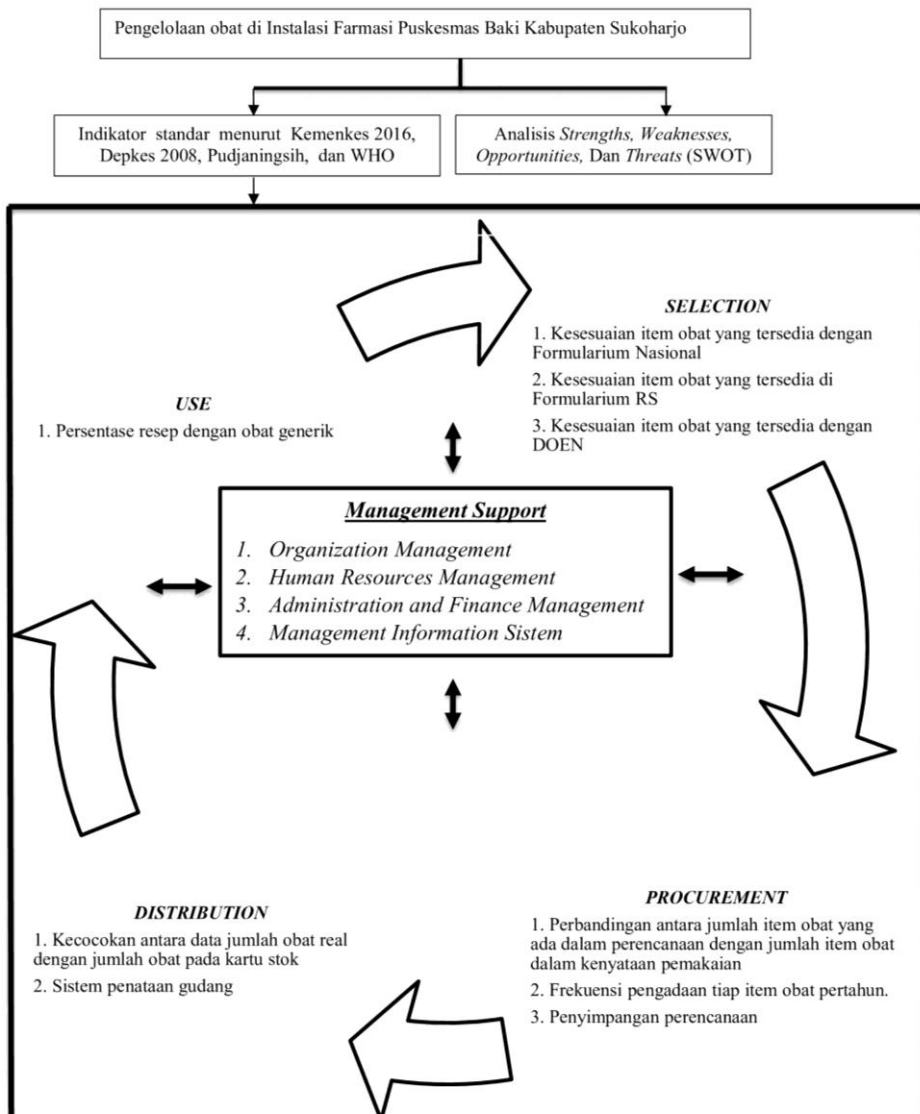 Pengelolaan obat di Instalasi Farmasi Puskesmas Baki Kabupaten Sukoharjo
Indikator standar menurut Kemenkes 2016,
Depkes 2008, Pudjaningsih, dan WHO
Analisis Strengths, Weaknesses,
Opportunities, Dan Threats (SWOT)
SELECTION
1. Kesesuaian item obat yang tersedia dengan
Formularium Nasional
2. Kesesuaian item obat yang tersedia di
Formularium RS
3. Kesesuaian item obat yang tersedia dengan
DOEN
USE
1. Persentase resep dengan obat generik
Management Support
1. Organization Management
2. Human Resources Management
3. Administration and Finance Management
4. Management Information Sistem
DISTRIBUTION
1. Kecocokan antara data jumlah obat real
dengan jumlah obat pada kartu stok
2. Sistem penataan gudang
PROCUREMENT
1. Perbandingan antara jumlah item obat yang
ada dalam perencanaan dengan jumlah item obat
dalam kenyataan pemakaian
2. Frekuensi pengadaan tiap item obat pertahun.
3. Penyimpangan perencanaan